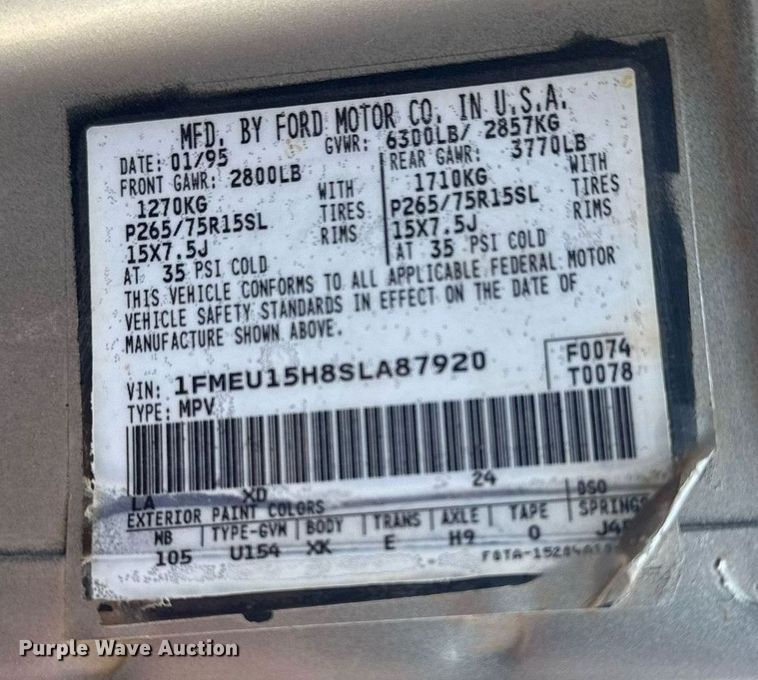 MFD. BY FORD MOTOR CO. IN U.S.A.
DATE: 01/95 GVWR: 6300LB/ 2857KG
FRONT GAWR: 2800LB REAR GAWR: 3770LB
1270KG WITH 1710KG WITH
P265/75R15SL TIRES P265/75R15SL TIRES
15X7.5J RIMS 15X7.5J RIMS
AT 35 PSI COLD AT 35 PSI COLD
THIS VEHICLE CONFORMS TO ALL APPLICABLE FEDERAL MOTOR
VEHICLE SAFETY STANDARDS IN EFFECT ON THE DATE OF
MANUFACTURE SHOWN ABOVE.
VIN: 1FMEU15H8SLA87920 F0074
TYPE: MPV T0078
LA XD 24
EXTERIOR PAINT COLORS DSO
WB TYPE-GVW BODY TRANS AXLE TAPE SPRINGS
105 U154 XX E H9 0
Purple Wave Auction